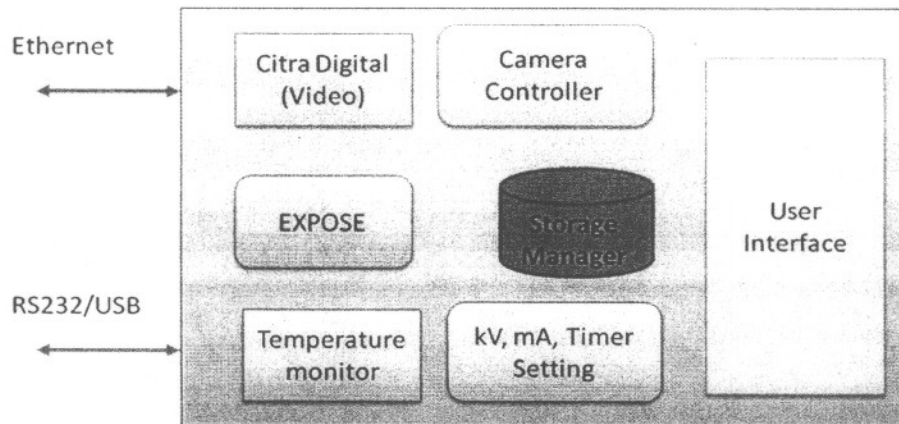 Ethernet
Citra Digital
(Video)
Camera
Controller
EXPOSE
Storage
Manager
User
Interface
RS232/USB
Temperature
monitor
kV, mA, Timer
Setting